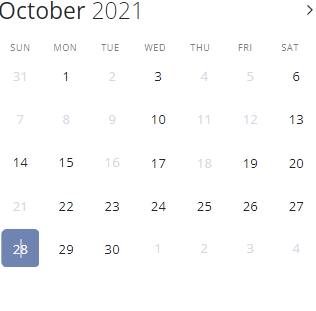 October 2021
SUN MON TUE WED THU FRI SAT
31 1 2 3 4 5 6
7 8 9 10 11 12 13
14 15 16 17 18 19 20
21 22 23 24 25 26 27
28 29 30 1 2 3 4